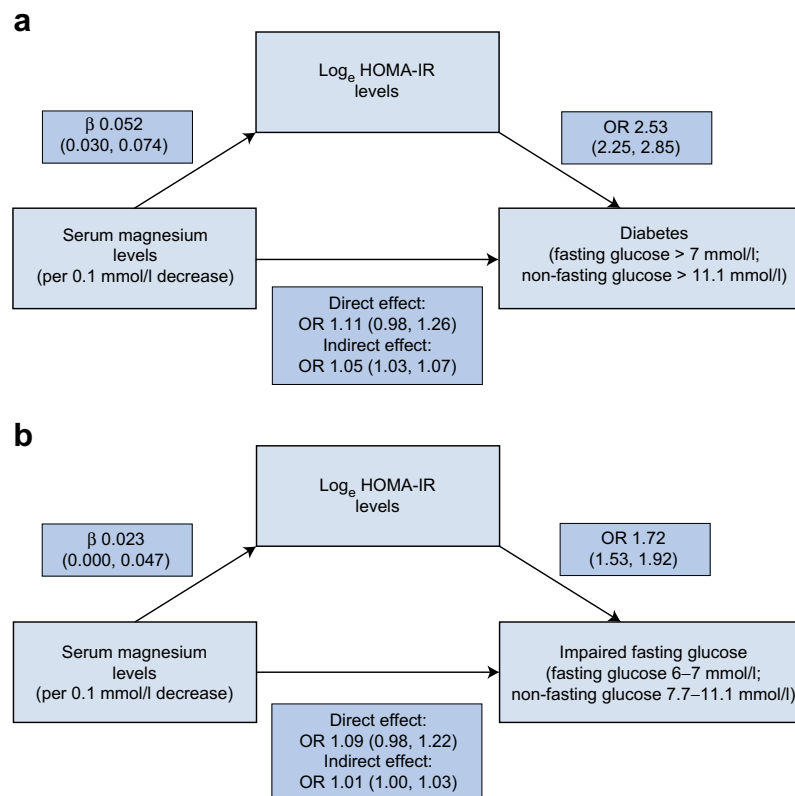 a
Logₑ HOMA-IR
levels
β 0.052
(0.030, 0.074)
OR 2.53
(2.25, 2.85)
Serum magnesium
levels
(per 0.1 mmol/l decrease)
Diabetes
(fasting glucose > 7 mmol/l;
non-fasting glucose > 11.1 mmol/l)
Direct effect:
OR 1.11 (0.98, 1.26)
Indirect effect:
OR 1.05 (1.03, 1.07)
b
Logₑ HOMA-IR
levels
β 0.023
(0.000, 0.047)
OR 1.72
(1.53, 1.92)
Serum magnesium
levels
(per 0.1 mmol/l decrease)
Impaired fasting glucose
(fasting glucose 6–7 mmol/l;
non-fasting glucose 7.7–11.1 mmol/l)
Direct effect:
OR 1.09 (0.98, 1.22)
Indirect effect:
OR 1.01 (1.00, 1.03)